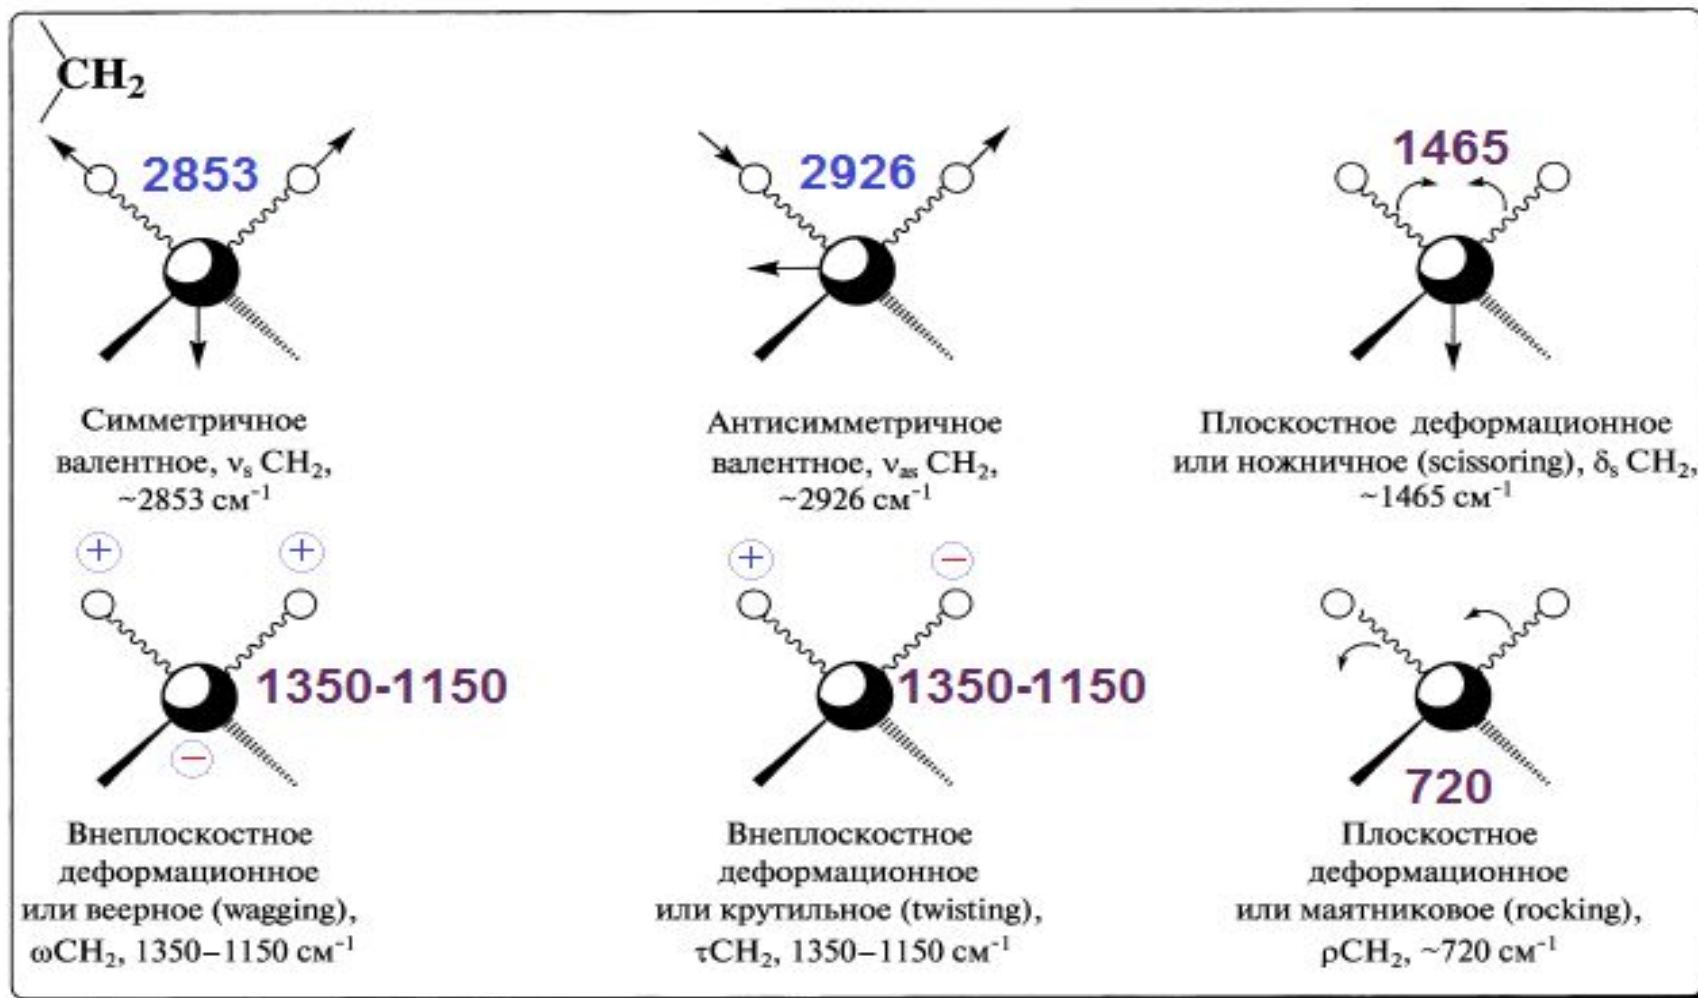 CH₂
2853
2926
1465
Симметричное
валентное, νₛ CH₂,
~2853 см⁻¹
Антисимметричное
валентное, νₐₛ CH₂,
~2926 см⁻¹
Плоскостное деформационное
или ножничное (scissoring), δₛ CH₂,
~1465 см⁻¹
+ +
+ −
1350-1150
−
1350-1150
720
Внеплоскостное
деформационное
или веерное (wagging),
ωCH₂, 1350–1150 см⁻¹
Внеплоскостное
деформационное
или крутильное (twisting),
τCH₂, 1350–1150 см⁻¹
Плоскостное
деформационное
или маятниковое (rocking),
ρCH₂, ~720 см⁻¹